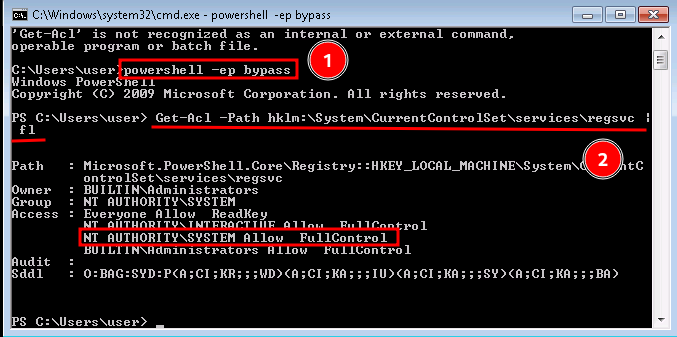 C:\Windows\system32\cmd.exe - powershell -ep bypass
'Get-Acl' is not recognized as an internal or external command,
operable program or batch file.
C:\Users\user>powershell -ep bypass
1
Windows PowerShell
Copyright (C) 2009 Microsoft Corporation. All rights reserved.
PS C:\Users\user> Get-Acl -Path hklm:\System\CurrentControlSet\services\regsvc |
fl
2
Path   : Microsoft.PowerShell.Core\Registry::HKEY_LOCAL_MACHINE\System\C ntC
ontrolSet\services\regsvc
Owner  : BUILTIN\Administrators
Group  : NT AUTHORITY\SYSTEM
Access : Everyone Allow  ReadKey
NT AUTHORITY\INTERACTIVE Allow  FullControl
NT AUTHORITY\SYSTEM Allow  FullControl
BUILTIN\Administrators Allow  FullControl
Audit  :
Sddl   : O:BAG:SYD:P(A;CI;KR;;;WD)(A;CI;KA;;;IU)(A;CI;KA;;;SY)(A;CI;KA;;;BA)
PS C:\Users\user> _